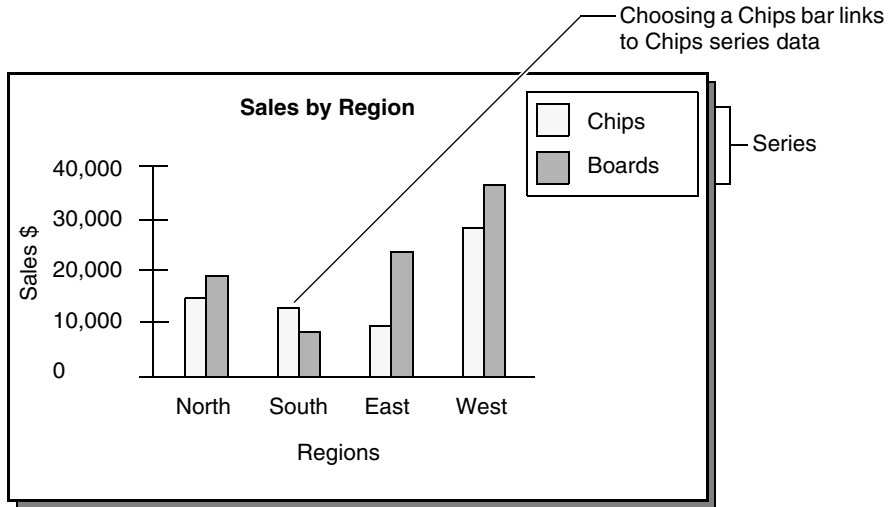 Choosing a Chips bar links
to Chips series data
Sales by Region
Chips
Boards
Series
Sales $
40,000
30,000
20,000
10,000
0
North South East West
Regions